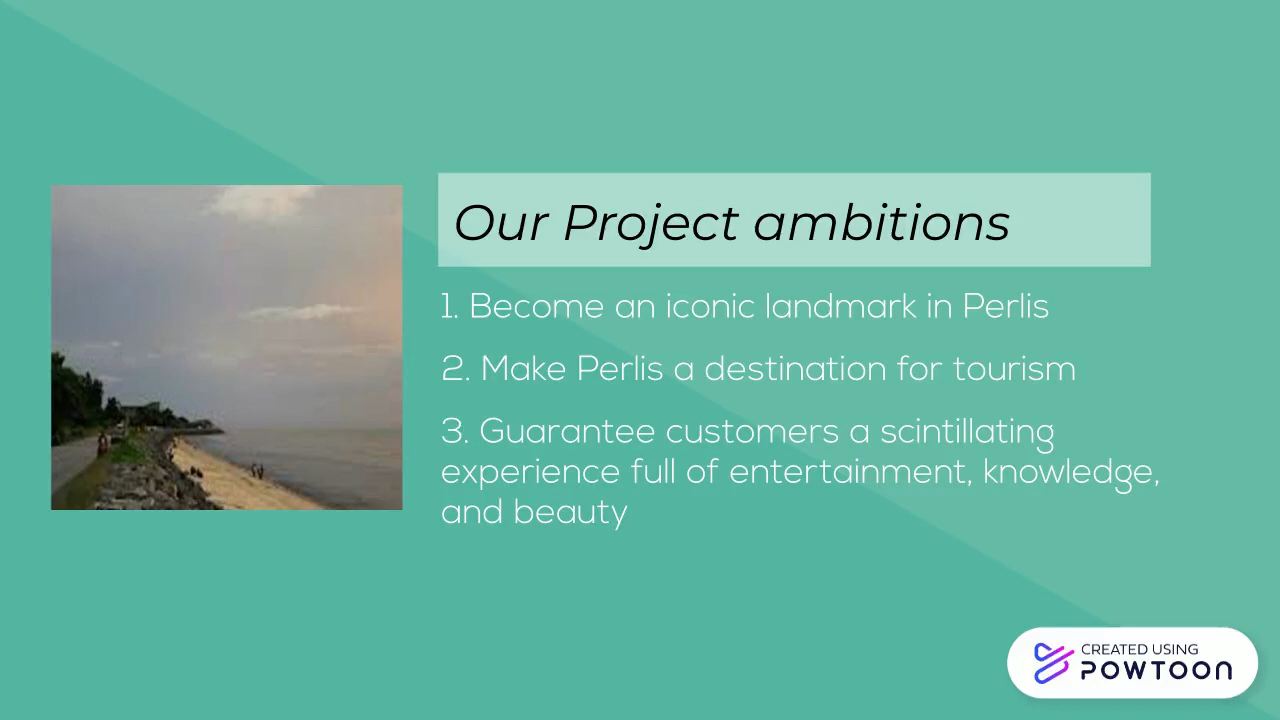 Our Project ambitions
1. Become an iconic landmark in Perlis
2. Make Perlis a destination for tourism
3. Guarantee customers a scintillating
experience full of entertainment, knowledge,
and beauty
CREATED USING
POWTOON